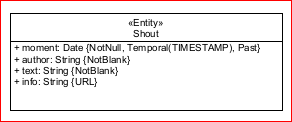 «Entity»
Shout
+ moment: Date {NotNull, Temporal(TIMESTAMP), Past}
+ author: String {NotBlank}
+ text: String {NotBlank}
+ info: String {URL}